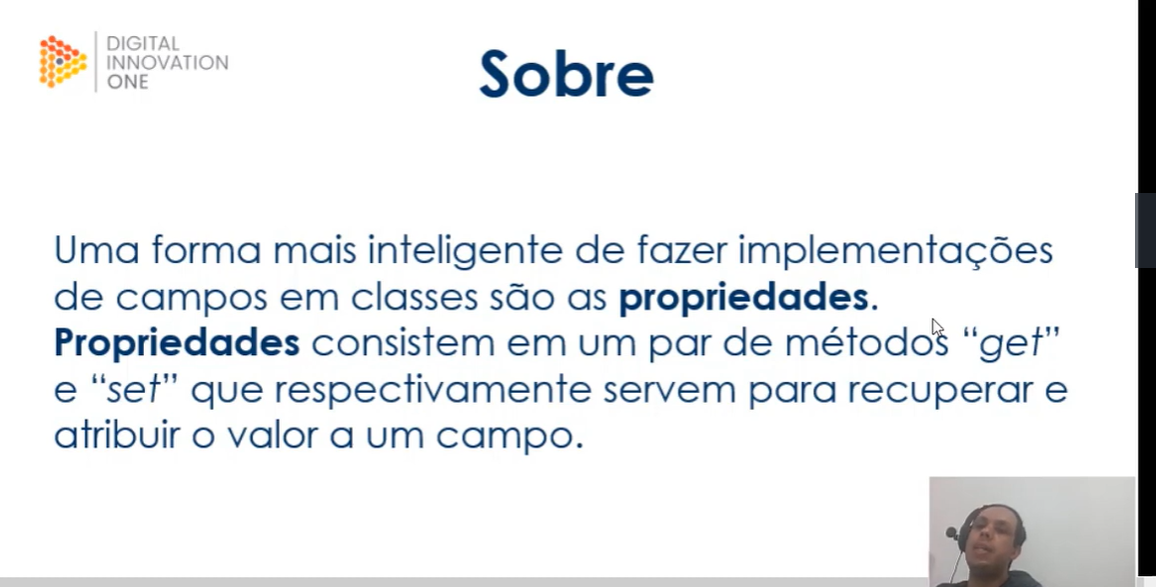 DIGITAL
INNOVATION
ONE
Sobre
Uma forma mais inteligente de fazer implementações
de campos em classes são as propriedades.
Propriedades consistem em um par de métodos “get”
e “set” que respectivamente servem para recuperar e
atribuir o valor a um campo.